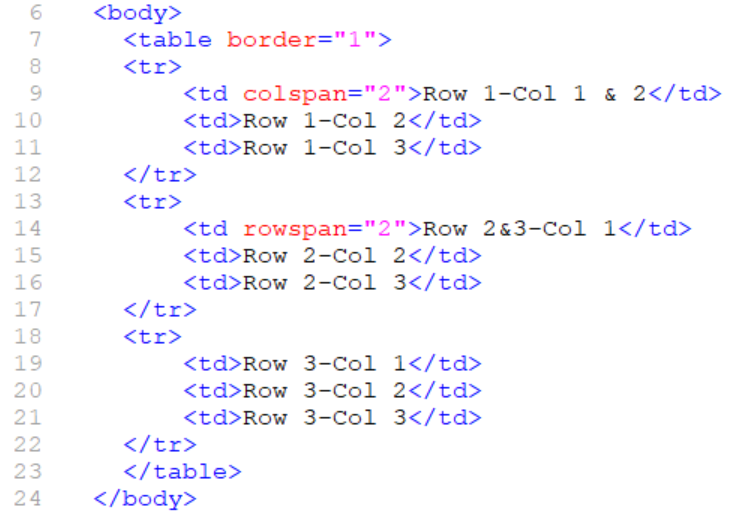 6 <body>
7 <table border="1">
8 <tr>
9 <td colspan="2">Row 1-Col 1 & 2</td>
10 <td>Row 1-Col 2</td>
11 <td>Row 1-Col 3</td>
12 </tr>
13 <tr>
14 <td rowspan="2">Row 2&3-Col 1</td>
15 <td>Row 2-Col 2</td>
16 <td>Row 2-Col 3</td>
17 </tr>
18 <tr>
19 <td>Row 3-Col 1</td>
20 <td>Row 3-Col 2</td>
21 <td>Row 3-Col 3</td>
22 </tr>
23 </table>
24 </body>